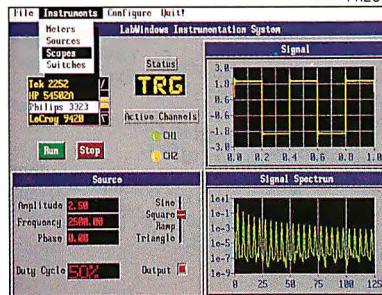 File Instruments Configure Quit!
LabWindows Instrumentation System
Meters
Sources
Scopes
Switches
Tek 2252
HP 54502A
Philips 3323
LeCroy 9420
Status
TRG
Active Channels
CH1
CH2
Run Stop
Signal
3.0
1.8
0.6
-0.6
-1.8
-3.0
0.0 0.2 0.4 0.6 0.8 1.0
Source
Amplitude 2.50
Frequency 2500.00
Phase 0.00
Duty Cycle 50%
Sine
Square
Ramp
Triangle
Output
Signal Spectrum
1e+1
1e-1
1e-3
1e-5
1e-7
1e-9
0 25 50 75 100 125